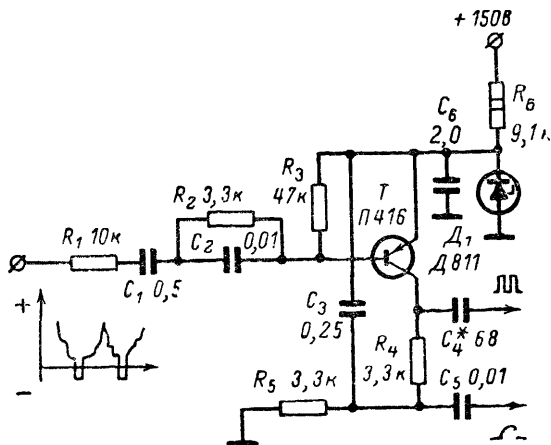 + 150В
C6
2,0
R6
9,1к
R3
47к
T
П416
R2 3,3к
C2
0,01
R1 10к
C1 0,5
Д1
Д811
C3
0,25
C4* 68
R4
3,3к
R5 3,3к
C5 0,01
+
−